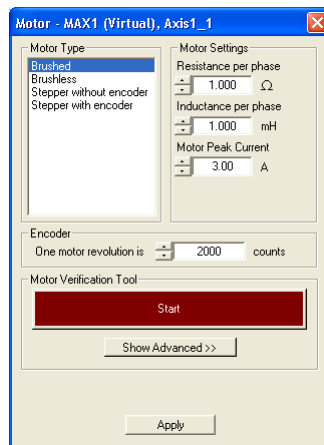 Motor - MAX1 (Virtual), Axis1_1
Motor Type
Brushed
Brushless
Stepper without encoder
Stepper with encoder
Motor Settings
Resistance per phase
1.000 Ω
Inductance per phase
1.000 mH
Motor Peak Current
3.00 A
Encoder
One motor revolution is 2000 counts
Motor Verification Tool
Start
Show Advanced >>
Apply